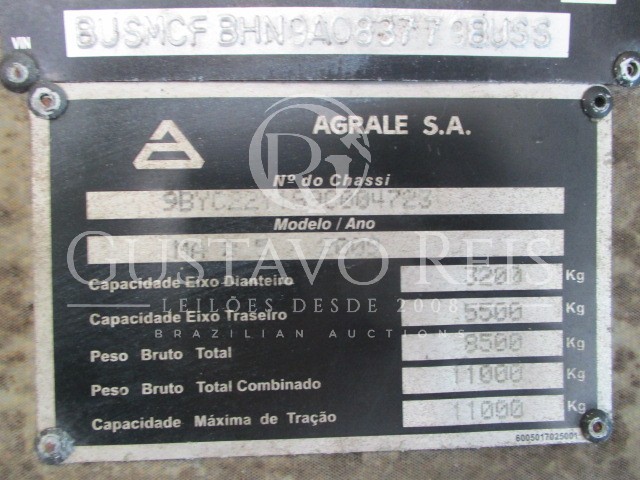 VIN
AGRALE S.A.
Nº do Chassi
Modelo / Ano
GUSTAVO REIS
Capacidade Eixo Dianteiro 3200 Kg
LEILÕES DESDE 2008
Capacidade Eixo Traseiro 5500 Kg
BRAZILIAN AUCTIONS
Peso Bruto Total 8500 Kg
Peso Bruto Total Combinado 11000 Kg
Capacidade Máxima de Tração 11000 Kg
6005017025001